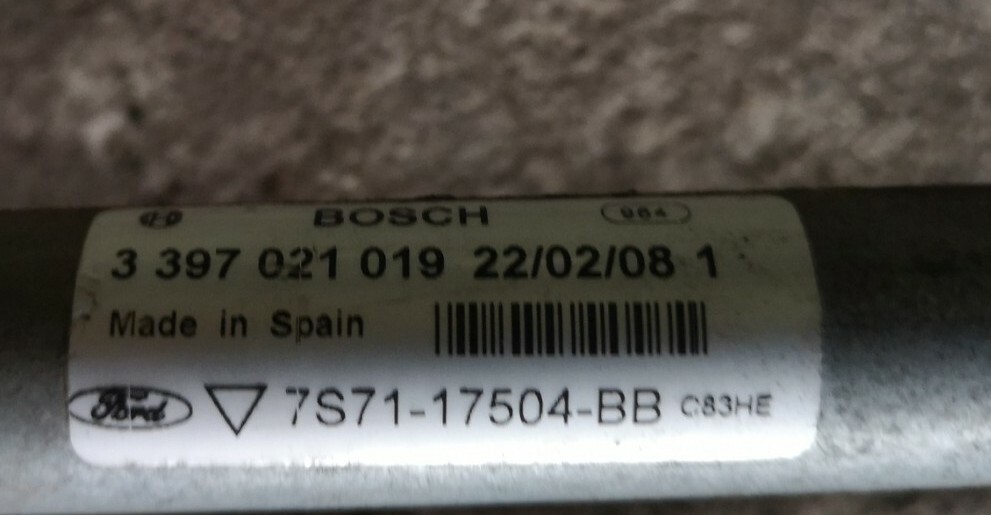 BOSCH 964
3 397 021 019 22/02/08 1
Made in Spain
Ford 7S71-17504-BB C83HE